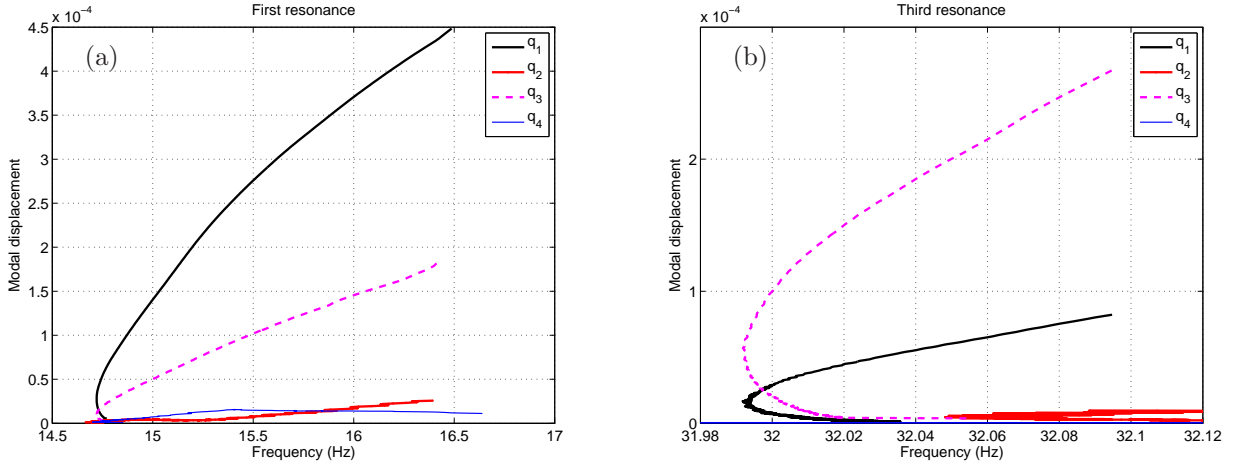 First resonance
x 10⁻⁴
(a)
q₁
q₂
q₃
q₄
Modal displacement
4.5
4
3.5
3
2.5
2
1.5
1
0.5
0
14.5
15
15.5
16
16.5
17
Frequency (Hz)
Third resonance
x 10⁻⁴
(b)
q₁
q₂
q₃
q₄
Modal displacement
2
1
0
31.98
32
32.02
32.04
32.06
32.08
32.1
32.12
Frequency (Hz)